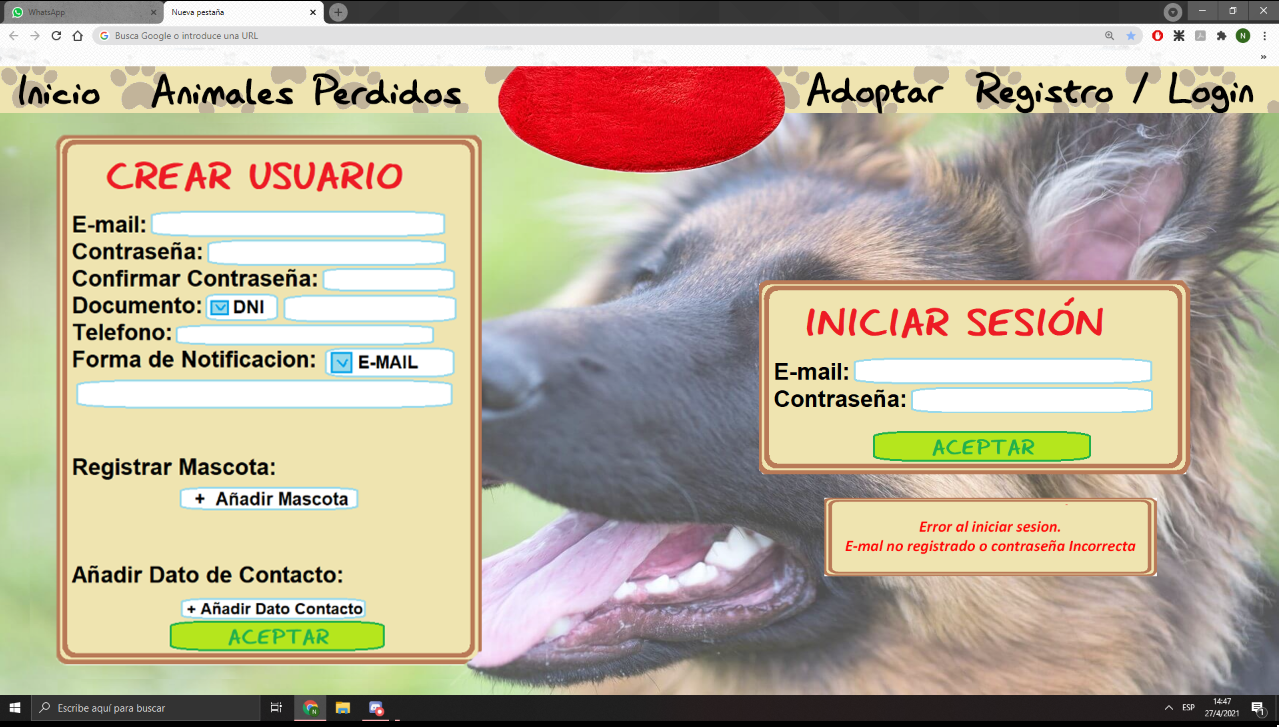 WhatsApp
Nueva pestaña
Busca Google o introduce una URL
N
»
Inicio Animales Perdidos Adoptar Registro / Login
CREAR USUARIO
E-mail:
Contraseña:
Confirmar Contraseña:
Documento: DNI
Telefono:
Forma de Notificacion: E-MAIL
Registrar Mascota:
+ Añadir Mascota
Añadir Dato de Contacto:
+ Añadir Dato Contacto
ACEPTAR
INICIAR SESIÓN
E-mail:
Contraseña:
ACEPTAR
Error al iniciar sesion.
E-mal no registrado o contraseña Incorrecta
Escribe aquí para buscar
ESP
14:47
27/4/2021
1